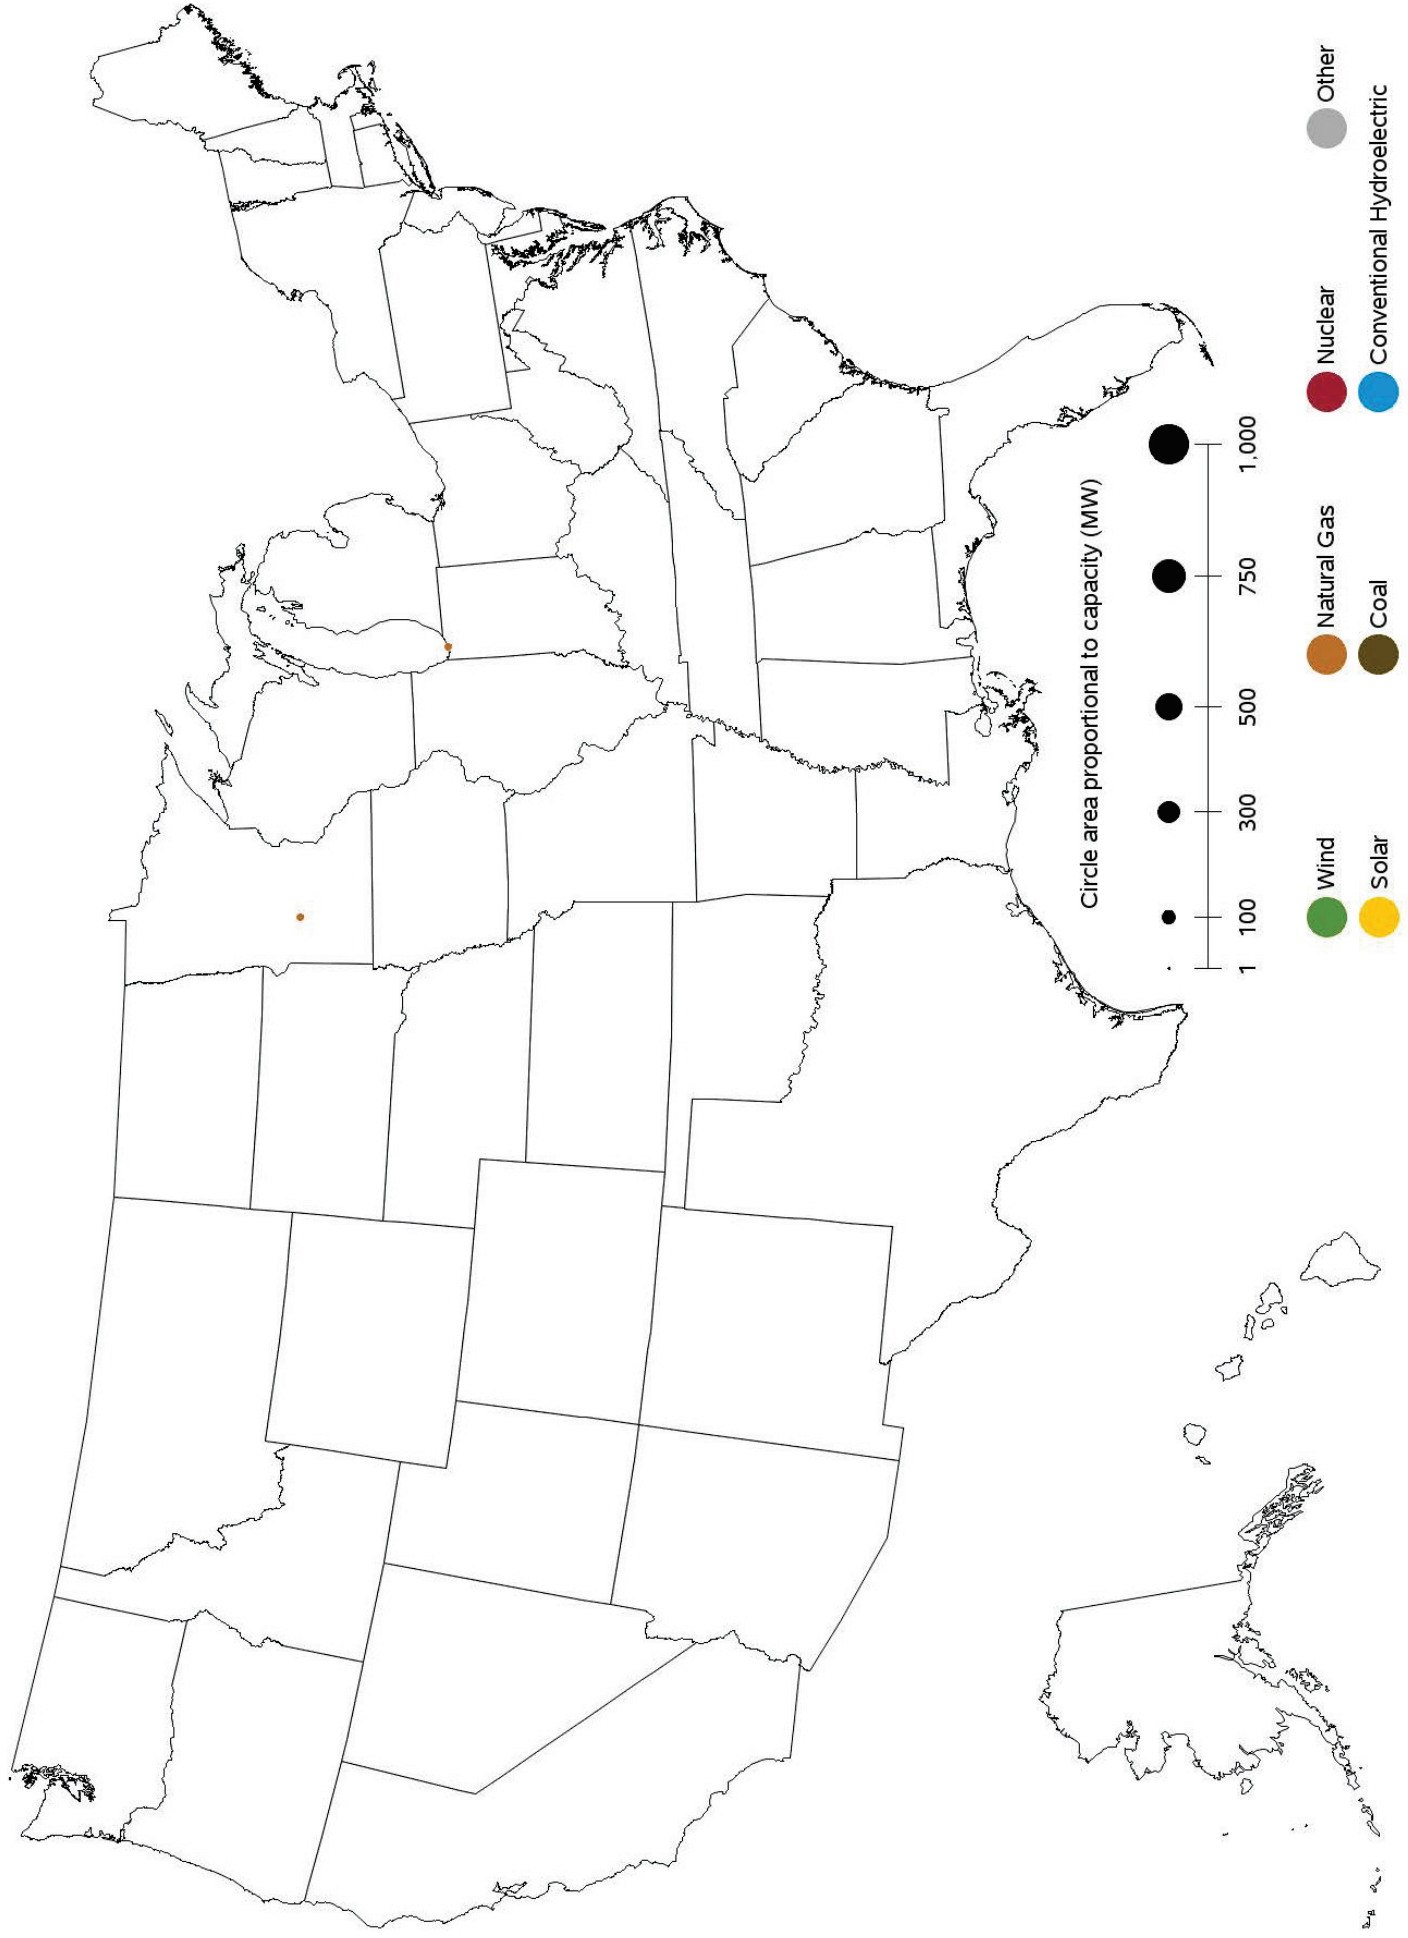 Circle area proportional to capacity (MW)
1 100 300 500 750 1,000
Wind Natural Gas Nuclear Other
Solar Coal Conventional Hydroelectric